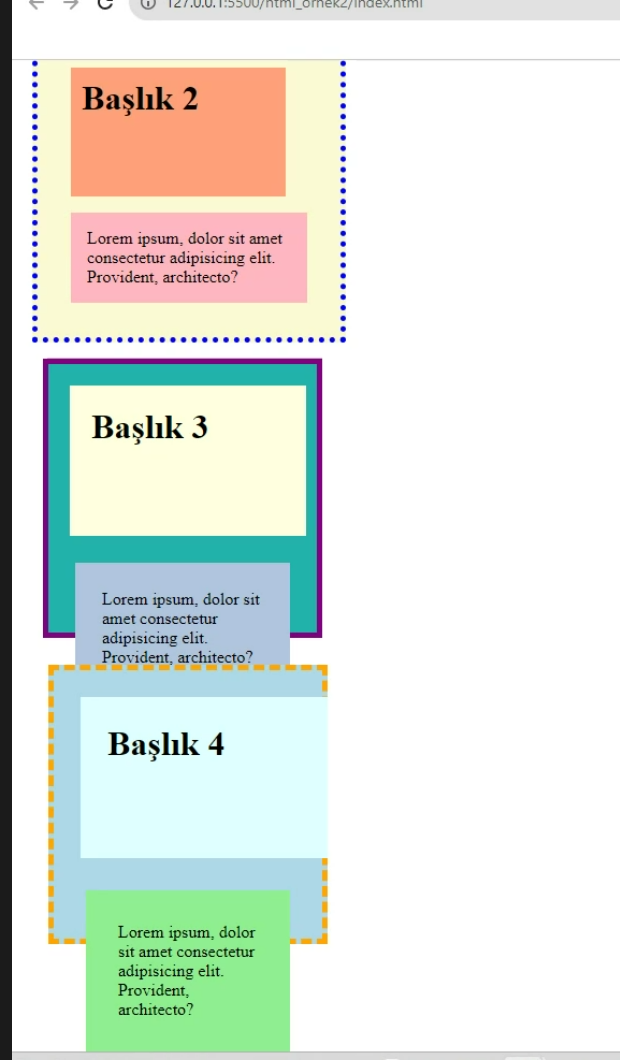 127.0.0.1:5500/html_ornek2/index.html
Başlık 2
Lorem ipsum, dolor sit amet
consectetur adipisicing elit.
Provident, architecto?
Başlık 3
Lorem ipsum, dolor sit
amet consectetur
adipisicing elit.
Provident, architecto?
Başlık 4
Lorem ipsum, dolor
sit amet consectetur
adipisicing elit.
Provident,
architecto?